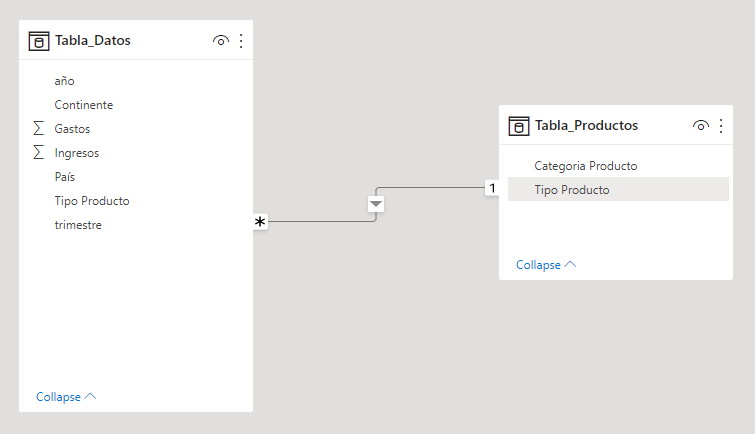 Tabla_Datos
año
Continente
Gastos
Ingresos
País
Tipo Producto
trimestre
Collapse
*
1
Tabla_Productos
Categoria Producto
Tipo Producto
Collapse